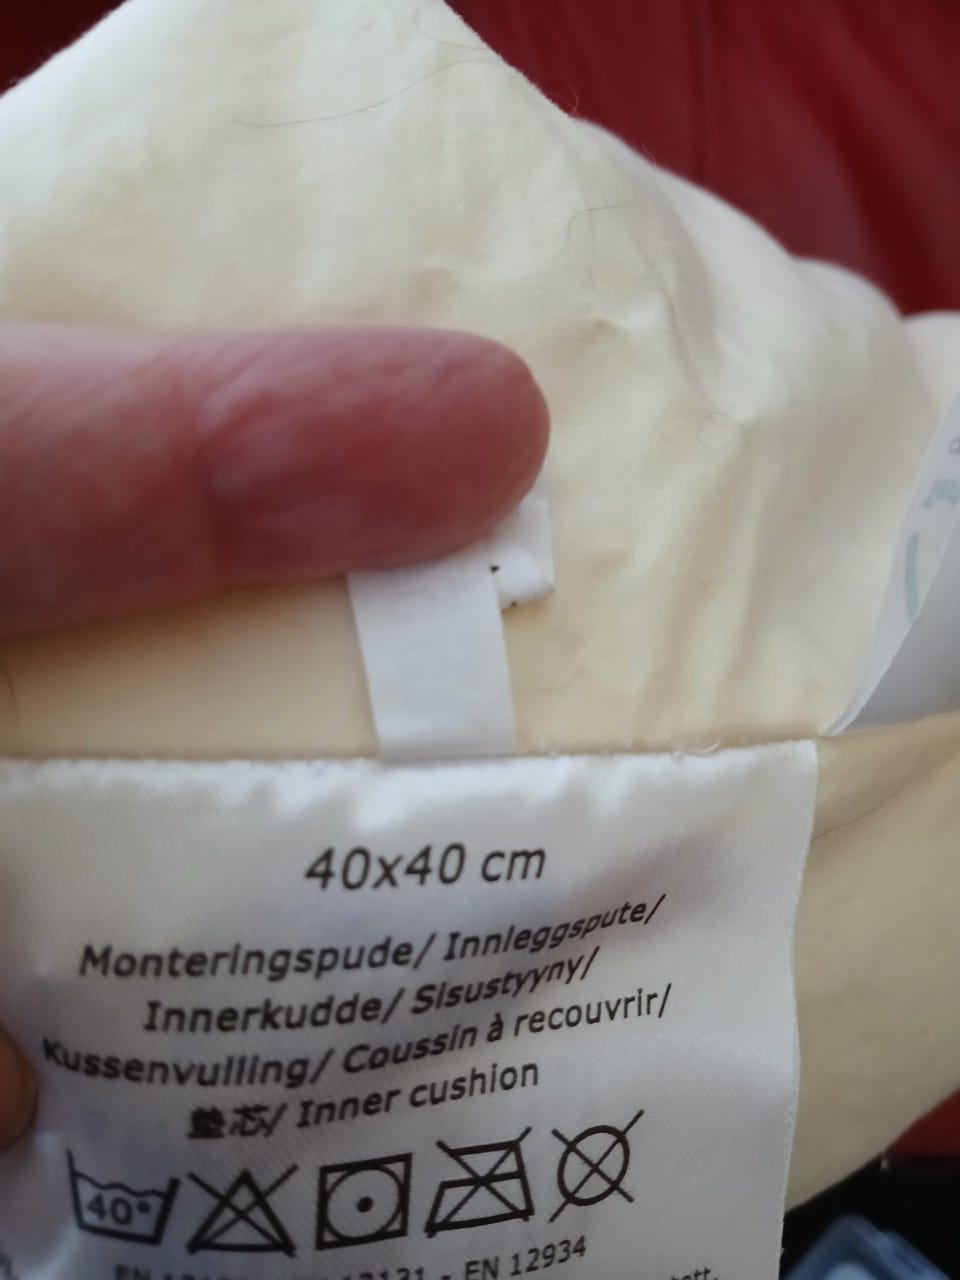 40x40 cm
Monteringspude/ Innleggspute/
Innerkudde/ Sisustyyny/
Kussenvulling/ Coussin à recouvrir/
垫芯/ Inner cushion
40°
- EN 12934